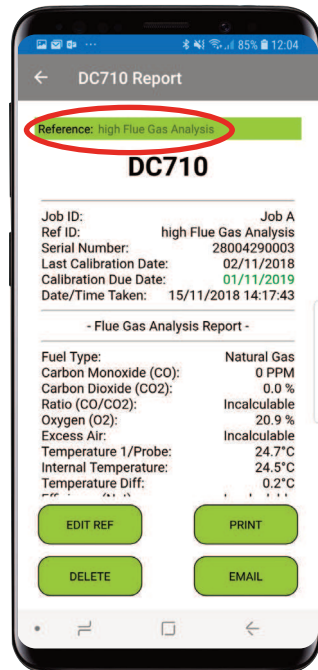 85% 12:04
DC710 Report
Reference: high Flue Gas Analysis
DC710
Job ID: Job A
Ref ID: high Flue Gas Analysis
Serial Number: 28004290003
Last Calibration Date: 02/11/2018
Calibration Due Date: 01/11/2019
Date/Time Taken: 15/11/2018 14:17:43
- Flue Gas Analysis Report -
Fuel Type: Natural Gas
Carbon Monoxide (CO): 0 PPM
Carbon Dioxide (CO2): 0.0 %
Ratio (CO/CO2): Incalculable
Oxygen (O2): 20.9 %
Excess Air: Incalculable
Temperature 1/Probe: 24.7°C
Internal Temperature: 24.5°C
Temperature Diff: 0.2°C
EDIT REF PRINT
DELETE EMAIL